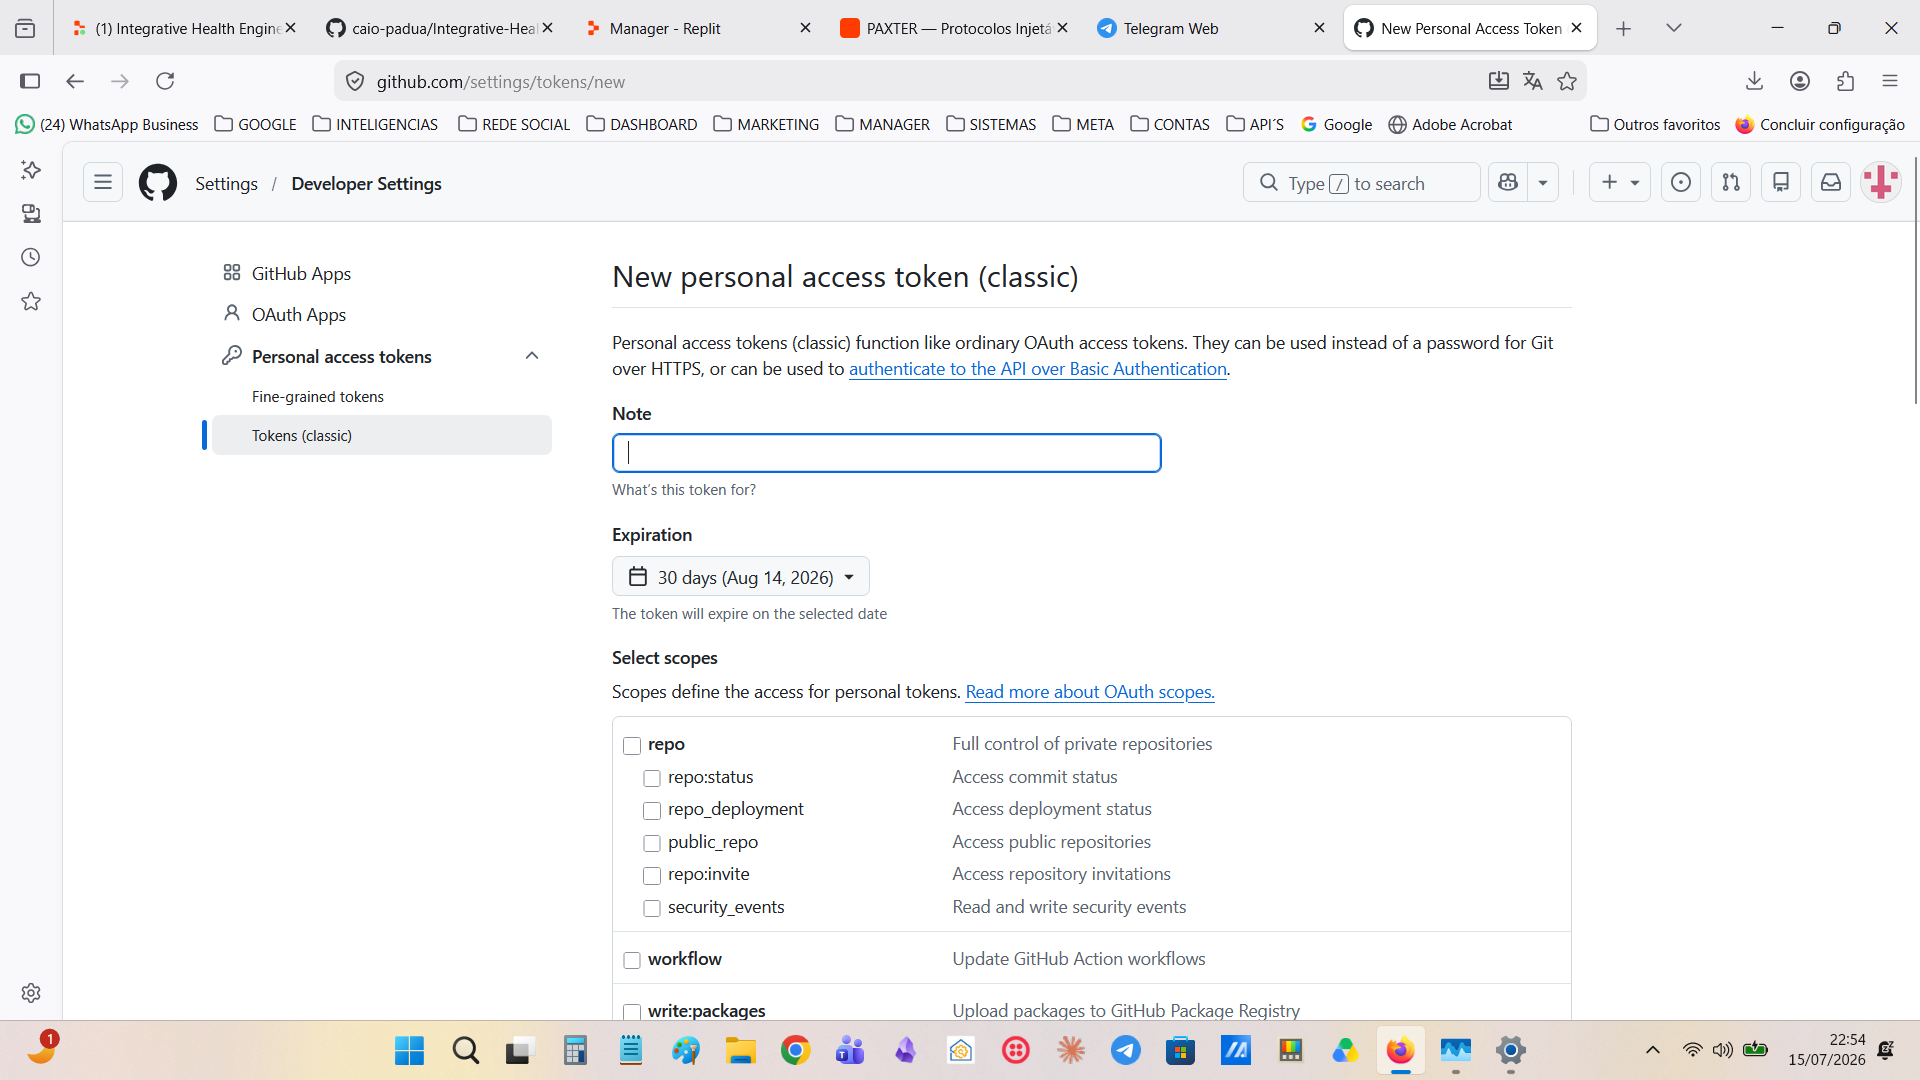 (1) Integrative Health Engine
caio-padua/Integrative-Heal
Manager - Replit
PAXTER — Protocolos Injetá
Telegram Web
New Personal Access Token
github.com/settings/tokens/new
(24) WhatsApp Business
GOOGLE
INTELIGENCIAS
REDE SOCIAL
DASHBOARD
MARKETING
MANAGER
SISTEMAS
META
CONTAS
API´S
Google
Adobe Acrobat
Outros favoritos
Concluir configuração
Settings / Developer Settings
Type / to search
GitHub Apps
OAuth Apps
Personal access tokens
Fine-grained tokens
Tokens (classic)
New personal access token (classic)
Personal access tokens (classic) function like ordinary OAuth access tokens. They can be used instead of a password for Git
over HTTPS, or can be used to authenticate to the API over Basic Authentication.
Note
What's this token for?
Expiration
30 days (Aug 14, 2026)
The token will expire on the selected date
Select scopes
Scopes define the access for personal tokens. Read more about OAuth scopes.
repo Full control of private repositories
repo:status Access commit status
repo_deployment Access deployment status
public_repo Access public repositories
repo:invite Access repository invitations
security_events Read and write security events
workflow Update GitHub Action workflows
write:packages Upload packages to GitHub Package Registry
1
22:54
15/07/2026